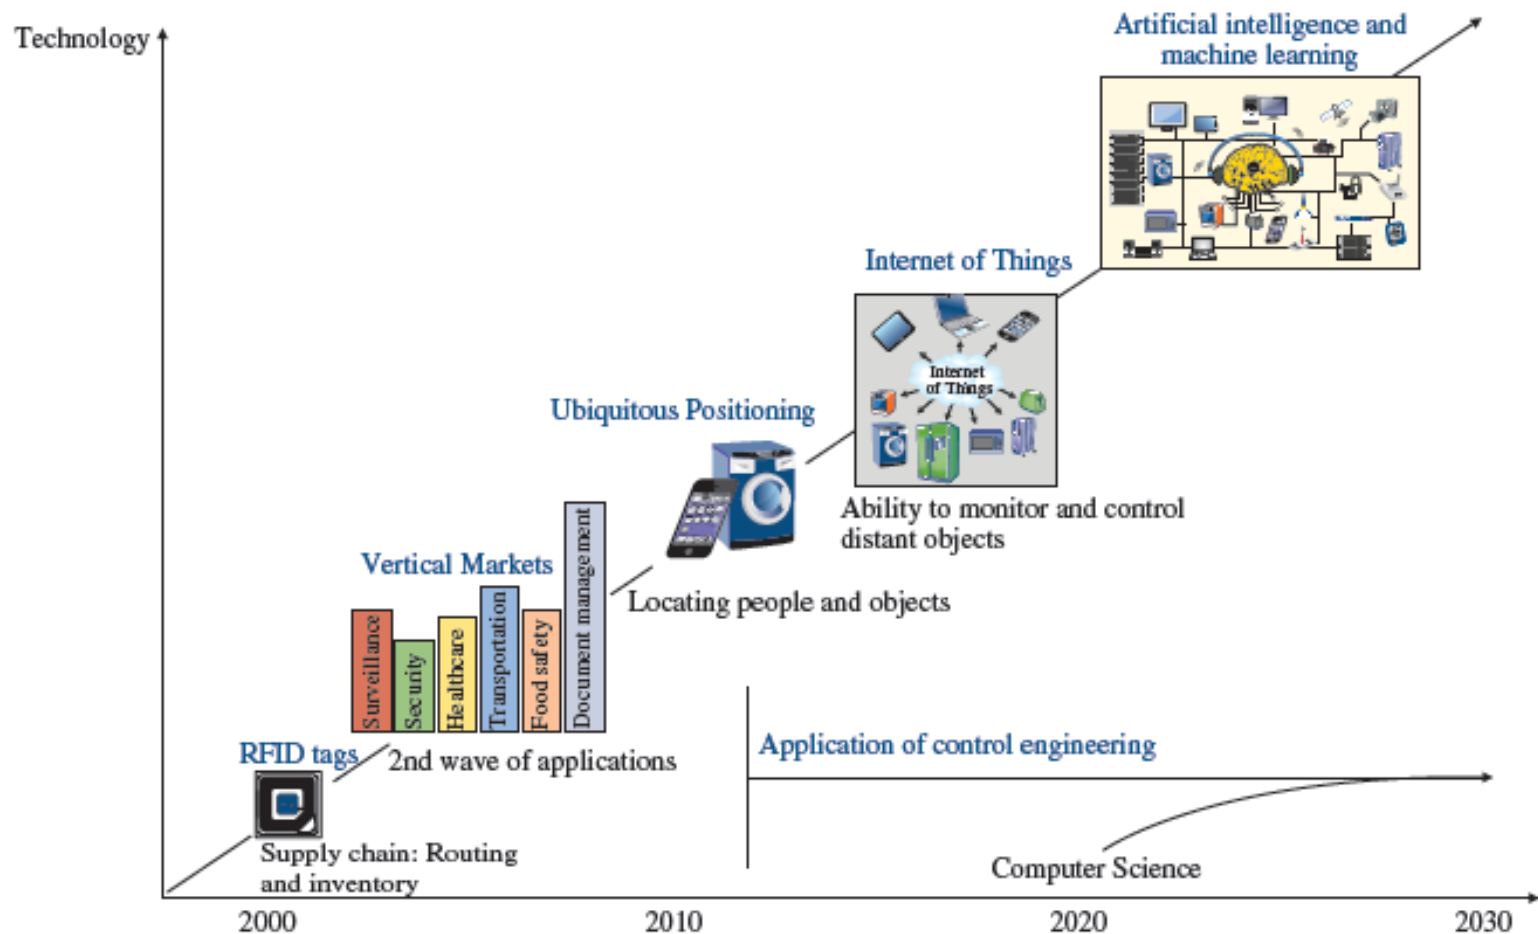 Technology
Artificial intelligence and
machine learning
Internet of Things
Internet
of Things
Ability to monitor and control
distant objects
Ubiquitous Positioning
Locating people and objects
Vertical Markets
Surveillance
Security
Healthcare
Transportation
Food safety
Document management
2nd wave of applications
RFID tags
Supply chain: Routing
and inventory
Application of control engineering
Computer Science
2000
2010
2020
2030